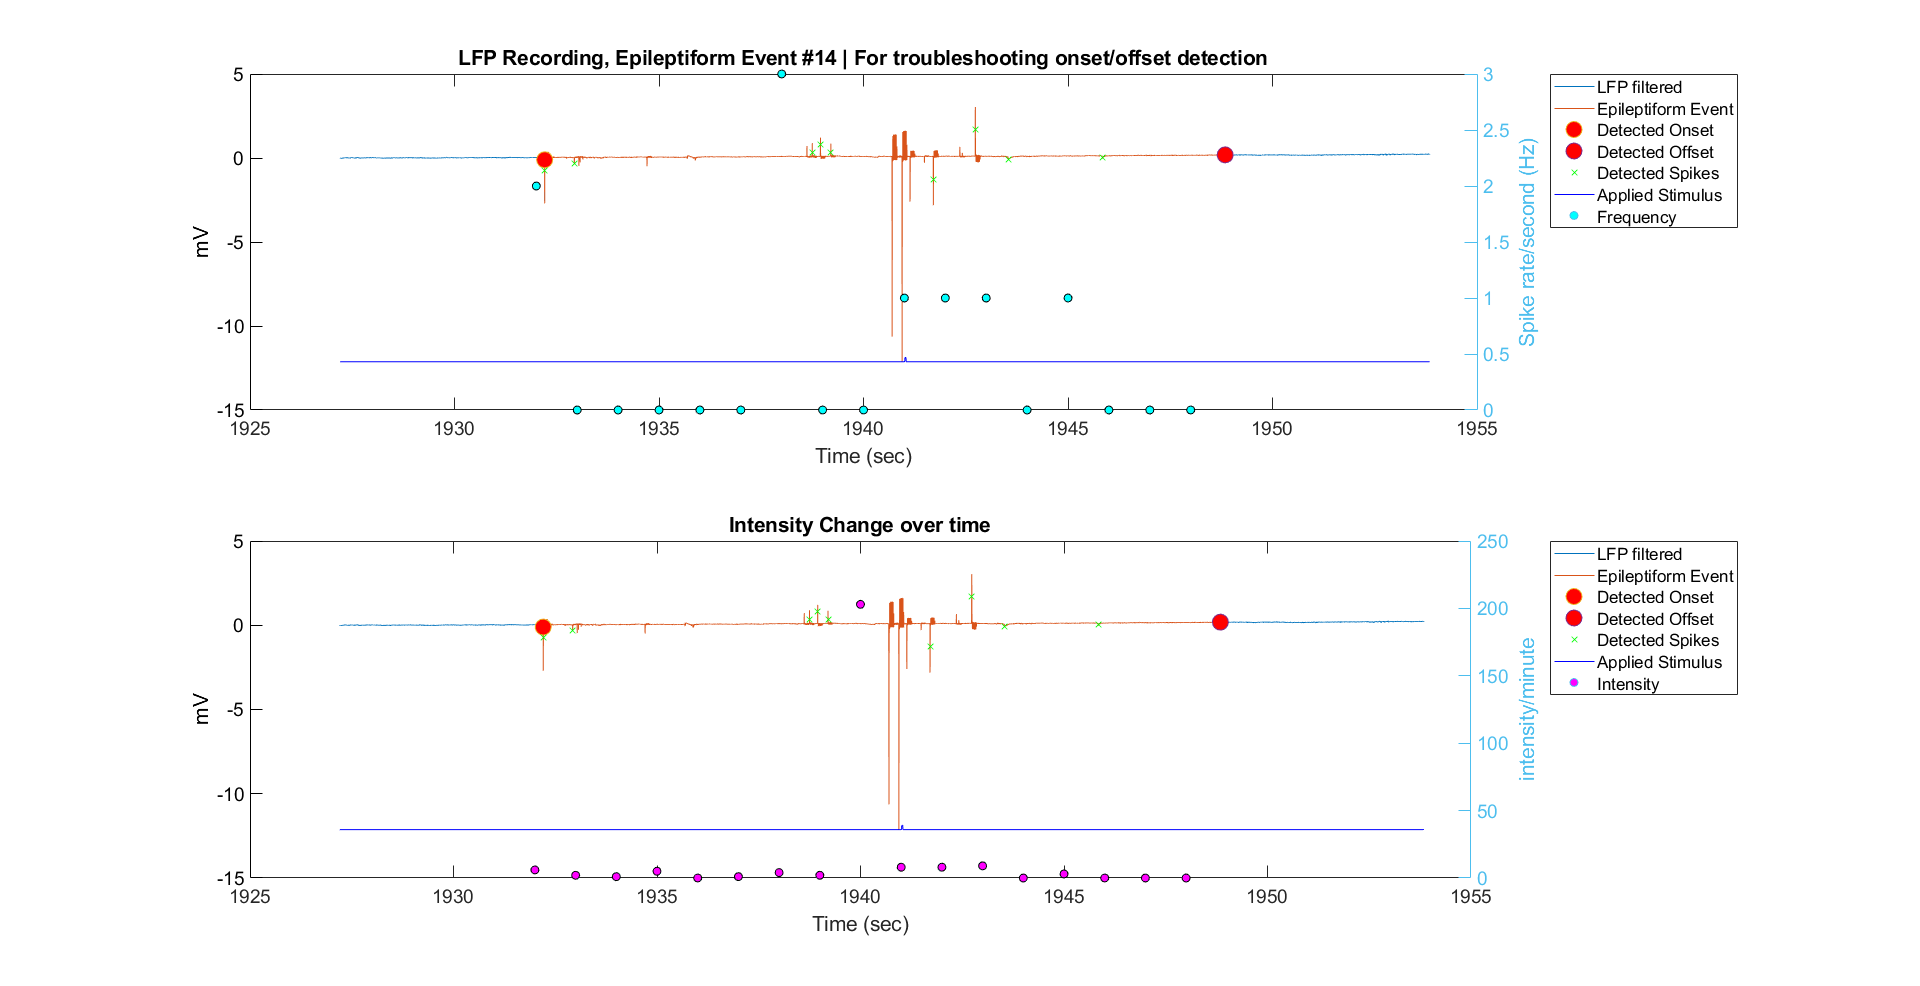 LFP Recording, Epileptiform Event #14 | For troubleshooting onset/offset detection
5
0
-5
-10
-15
mV
1925
1930
1935
1940
1945
1950
1955
Time (sec)
3
2.5
2
1.5
1
0.5
0
Spike rate/second (Hz)
LFP filtered
Epileptiform Event
Detected Onset
Detected Offset
Detected Spikes
Applied Stimulus
Frequency
Intensity Change over time
5
0
-5
-10
-15
mV
1925
1930
1935
1940
1945
1950
1955
Time (sec)
250
200
150
100
50
0
intensity/minute
LFP filtered
Epileptiform Event
Detected Onset
Detected Offset
Detected Spikes
Applied Stimulus
Intensity